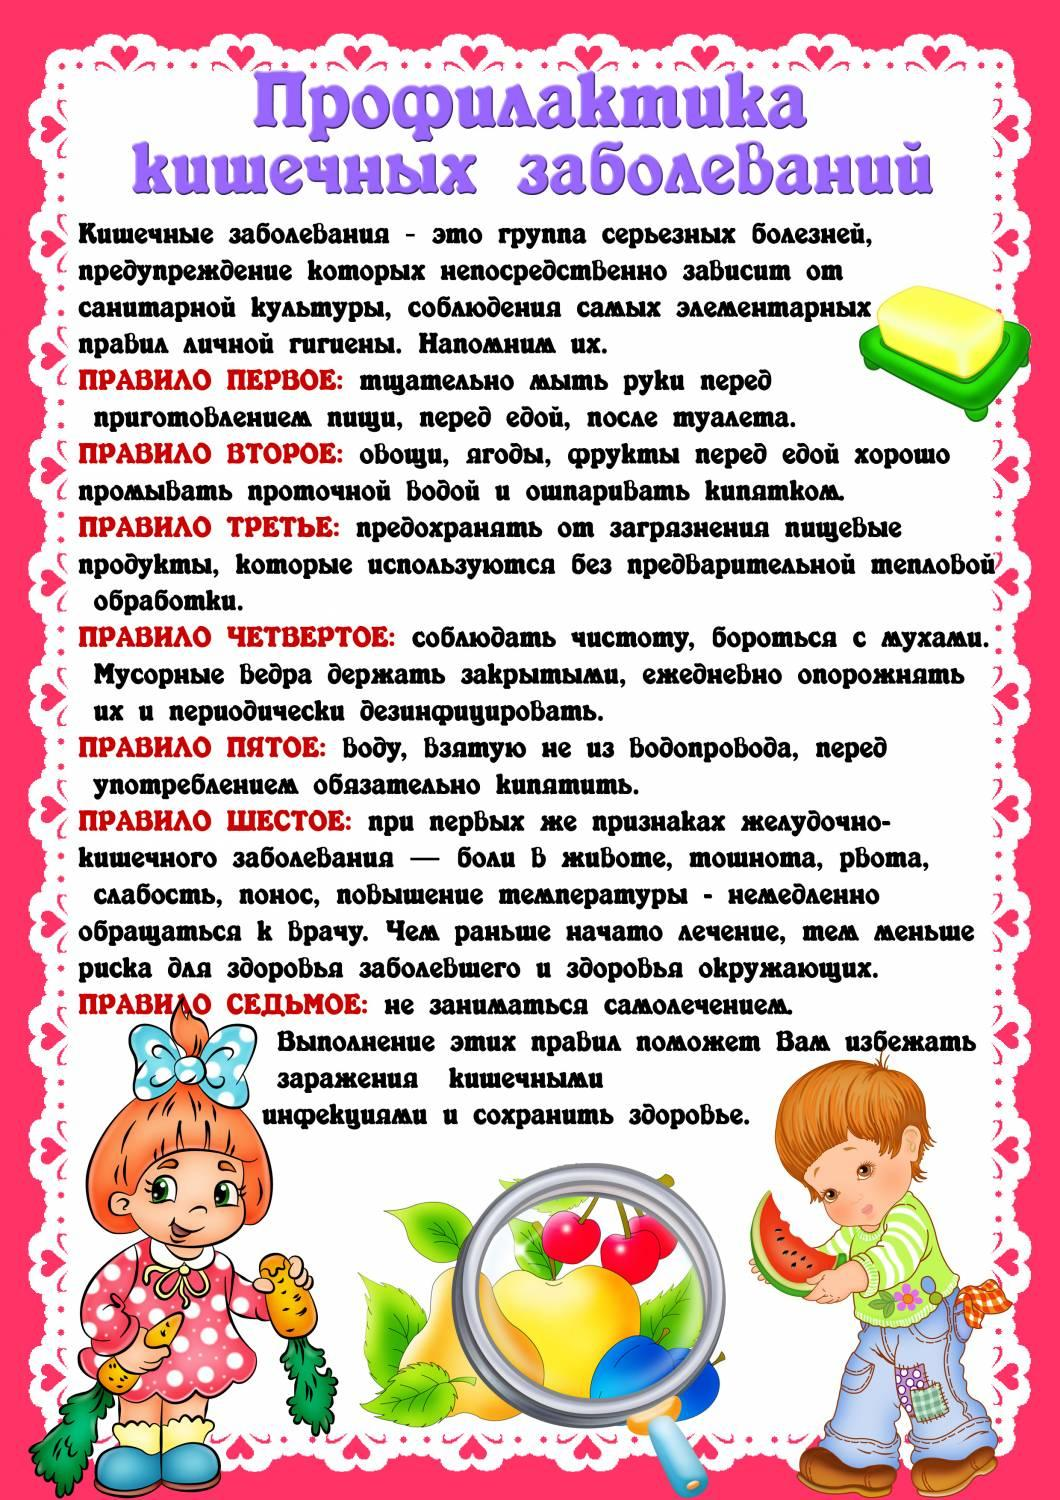 Профилактика
кишечных заболеваний
Кишечные заболевания - это группа серьезных болезней,
предупреждение которых непосредственно зависит от
санитарной культуры, соблюдения самых элементарных
правил личной гигиены. Напомним их.
ПРАВИЛО ПЕРВОЕ: тщательно мыть руки перед
приготовлением пищи, перед едой, после туалета.
ПРАВИЛО ВТОРОЕ: овощи, ягоды, фрукты перед едой хорошо
промывать проточной водой и ошпаривать кипятком.
ПРАВИЛО ТРЕТЬЕ: предохранять от загрязнения пищевые
продукты, которые используются без предварительной тепловой
обработки.
ПРАВИЛО ЧЕТВЕРТОЕ: соблюдать чистоту, бороться с мухами.
Мусорные ведра держать закрытыми, ежедневно опорожнять
их и периодически дезинфицировать.
ПРАВИЛО ПЯТОЕ: воду, взятую не из водопровода, перед
употреблением обязательно кипятить.
ПРАВИЛО ШЕСТОЕ: при первых же признаках желудочно-
кишечного заболевания — боли в животе, тошнота, рвота,
слабость, понос, повышение температуры - немедленно
обращаться к врачу. Чем раньше начато лечение, тем меньше
риска для здоровья заболевшего и здоровья окружающих.
ПРАВИЛО СЕДЬМОЕ: не заниматься самолечением.
Выполнение этих правил поможет Вам избежать
заражения кишечными
инфекциями и сохранить здоровье.